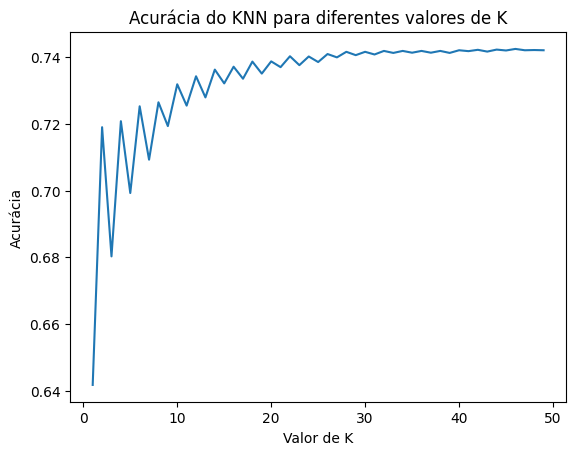 Acurácia do KNN para diferentes valores de K
Acurácia
0.74
0.72
0.70
0.68
0.66
0.64
0 10 20 30 40 50
Valor de K